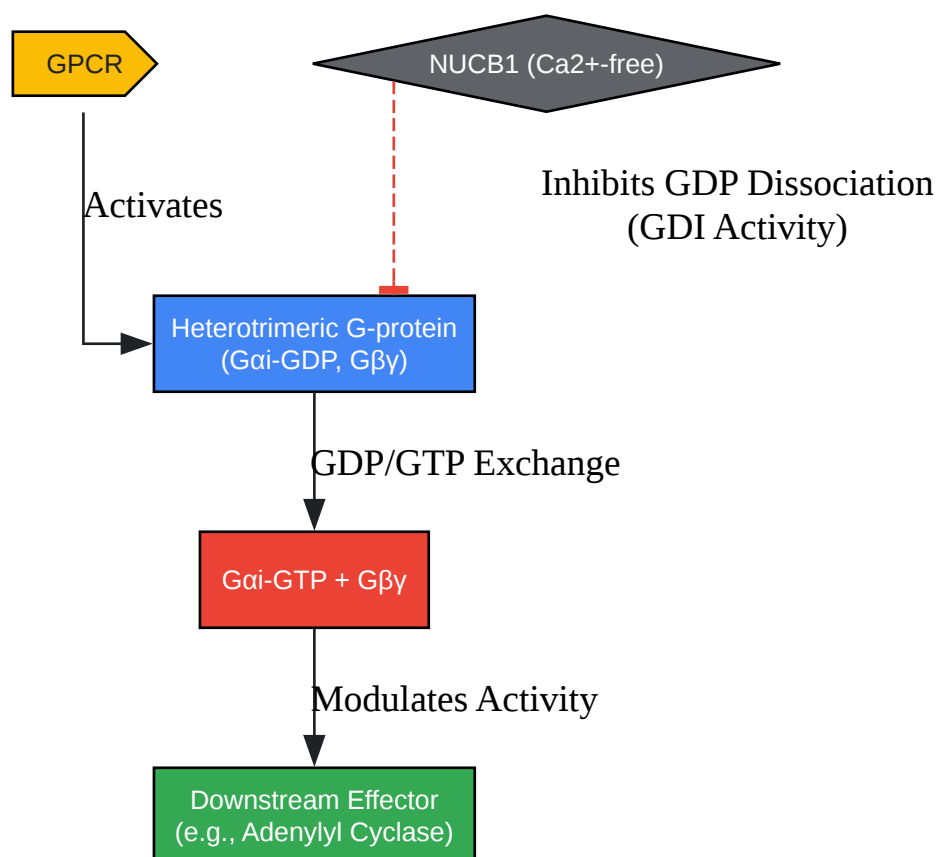 GPCR
NUCB1 (Ca2+-free)
Activates
Inhibits GDP Dissociation
(GDI Activity)
Heterotrimeric G-protein
(Gαi-GDP, Gβγ)
GDP/GTP Exchange
Gαi-GTP + Gβγ
Modulates Activity
Downstream Effector
(e.g., Adenylyl Cyclase)